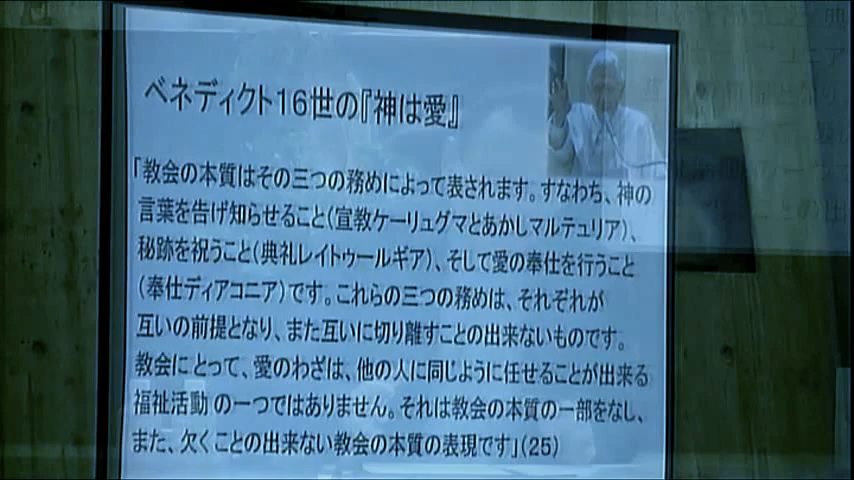 ベネディクト16世の『神は愛』
「教会の本質はその三つの務めによって表されます。すなわち、神の
言葉を告げ知らせること(宣教ケーリュグマとあかしマルテュリア)、
秘跡を祝うこと(典礼レイトゥールギア)、そして愛の奉仕を行うこと
(奉仕ディアコニア)です。これらの三つの務めは、それぞれが
互いの前提となり、また互いに切り離すことの出来ないものです。
教会にとって、愛のわざは、他の人に同じように任せることが出来る
福祉活動 の一つではありません。それは教会の本質の一部をなし、
また、欠くことの出来ない教会の本質の表現です」(25)